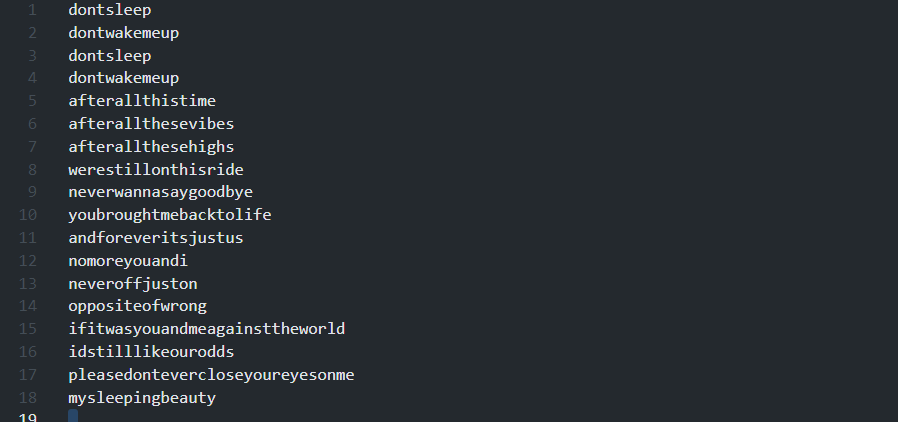 1 dontsleep
2 dontwakemeup
3 dontsleep
4 dontwakemeup
5 afterallthistime
6 afterallthesevibes
7 afterallthesehighs
8 werestillonthisride
9 neverwannasaygoodbye
10 youbroughtmebacktolife
11 andforeveritsjustus
12 nomoreyouandi
13 neveroffjuston
14 oppositeofwrong
15 ifitwasyouandmeagainsttheworld
16 idstilllikeourodds
17 pleasedontevercloseyoureyesonme
18 mysleepingbeauty
19